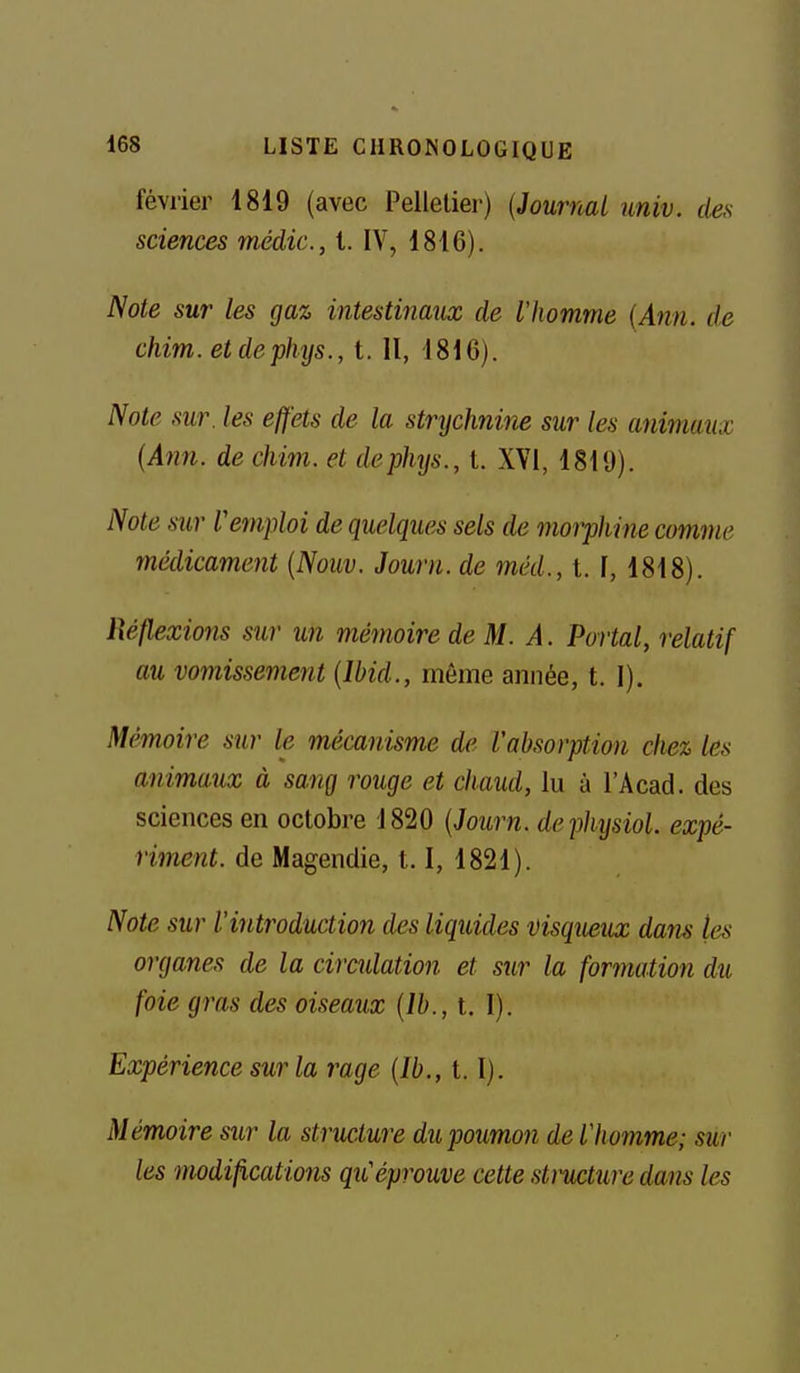 168 LISTE CHRONOLOGIQUE
février 1819 (avec Pelletier) (Journal univ. des
sciences médic., t. IV, 1816).
Note sur les gaz intestinaux de l'homme (Ann. de
chim. et de phys., t. II, 1816).
Note sur les effets de la strychnine sur les animaux
(Ann. de chim. et de phys., t. XVI, 1819).
Note sur l'emploi de quelques sels de morphine comme
médicament (Nouv. Journ. de méd., t. I, 1818).
Réflexions sur un mémoire de M. A. Portal, relatif
au vomissement (Ibid., même année, t. I).
Mémoire sur le mécanisme de l'absorption chez les
animaux à sang rouge et chaud, lu à l'Acad. des
sciences en octobre 1820 (Journ. de physiol. expé-
riment. de Magendie, t. I, 1821).
Note sur l'introduction des liquides visqueux dans les
organes de la circulation et sur la formation du
foie gras des oiseaux (Ib., t. I).
Expérience sur la rage (Ib., t. I).
Mémoire sur la structure du poumon de l'homme; sur
les modifications qu'éprouve cette structure dans les